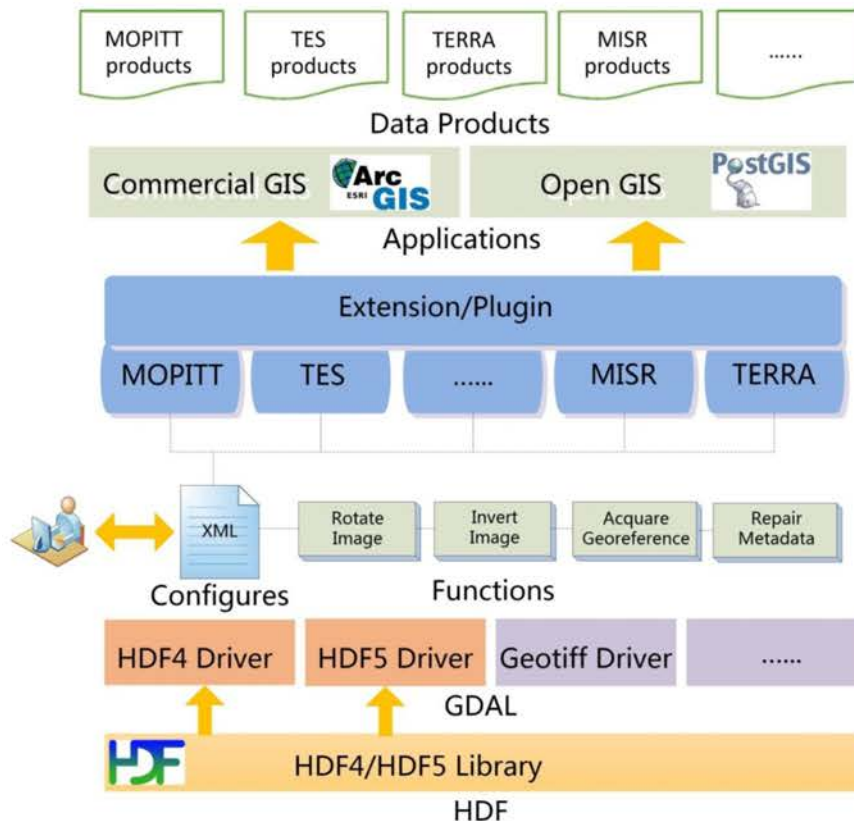 MOPITT
products
TES
products
TERRA
products
MISR
products
......
Data Products
Commercial GIS
Arc
ESRI GIS
Open GIS
PostGIS
Applications
Extension/Plugin
MOPITT
TES
......
MISR
TERRA
XML
Rotate
Image
Invert
Image
Acquare
Georeference
Repair
Metadata
Configures
Functions
HDF4 Driver
HDF5 Driver
Geotiff Driver
......
GDAL
HDF
HDF4/HDF5 Library
HDF